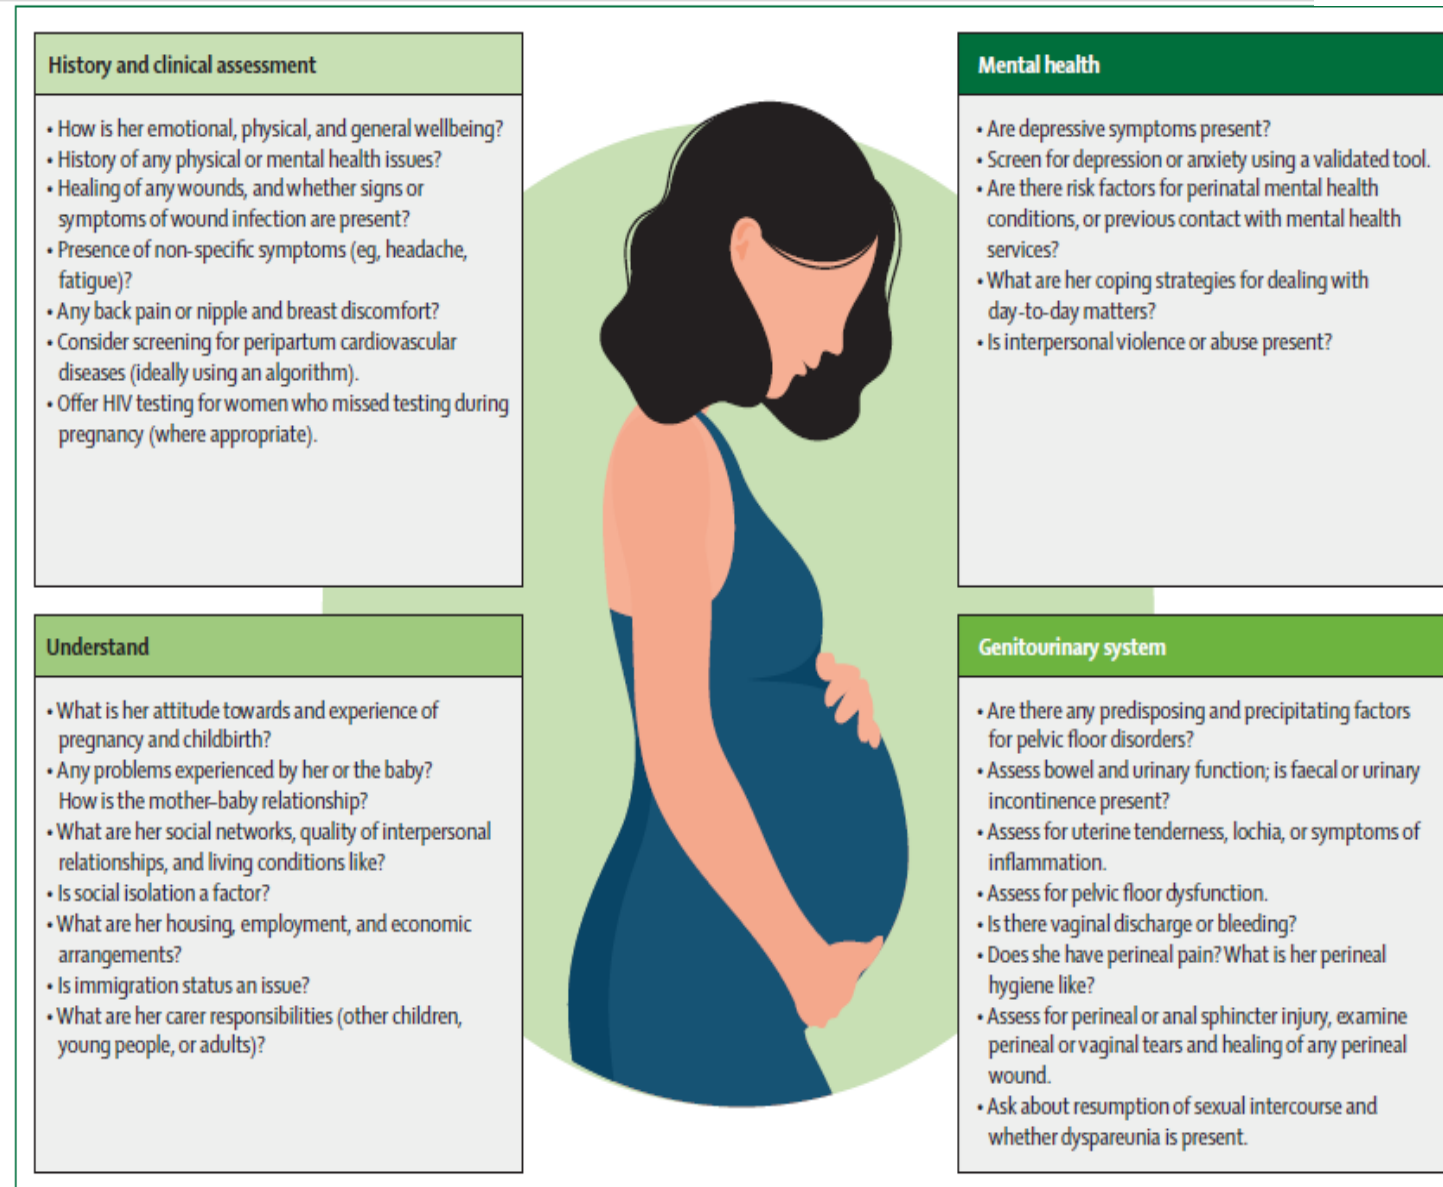 History and clinical assessment
• How is her emotional, physical, and general wellbeing?
• History of any physical or mental health issues?
• Healing of any wounds, and whether signs or
symptoms of wound infection are present?
• Presence of non-specific symptoms (eg, headache,
fatigue)?
• Any back pain or nipple and breast discomfort?
• Consider screening for peripartum cardiovascular
diseases (ideally using an algorithm).
• Offer HIV testing for women who missed testing during
pregnancy (where appropriate).
Mental health
• Are depressive symptoms present?
• Screen for depression or anxiety using a validated tool.
• Are there risk factors for perinatal mental health
conditions, or previous contact with mental health
services?
• What are her coping strategies for dealing with
day-to-day matters?
• Is interpersonal violence or abuse present?
Understand
• What is her attitude towards and experience of
pregnancy and childbirth?
• Any problems experienced by her or the baby?
How is the mother–baby relationship?
• What are her social networks, quality of interpersonal
relationships, and living conditions like?
• Is social isolation a factor?
• What are her housing, employment, and economic
arrangements?
• Is immigration status an issue?
• What are her carer responsibilities (other children,
young people, or adults)?
Genitourinary system
• Are there any predisposing and precipitating factors
for pelvic floor disorders?
• Assess bowel and urinary function; is faecal or urinary
incontinence present?
• Assess for uterine tenderness, lochia, or symptoms of
inflammation.
• Assess for pelvic floor dysfunction.
• Is there vaginal discharge or bleeding?
• Does she have perineal pain? What is her perineal
hygiene like?
• Assess for perineal or anal sphincter injury, examine
perineal or vaginal tears and healing of any perineal
wound.
• Ask about resumption of sexual intercourse and
whether dyspareunia is present.